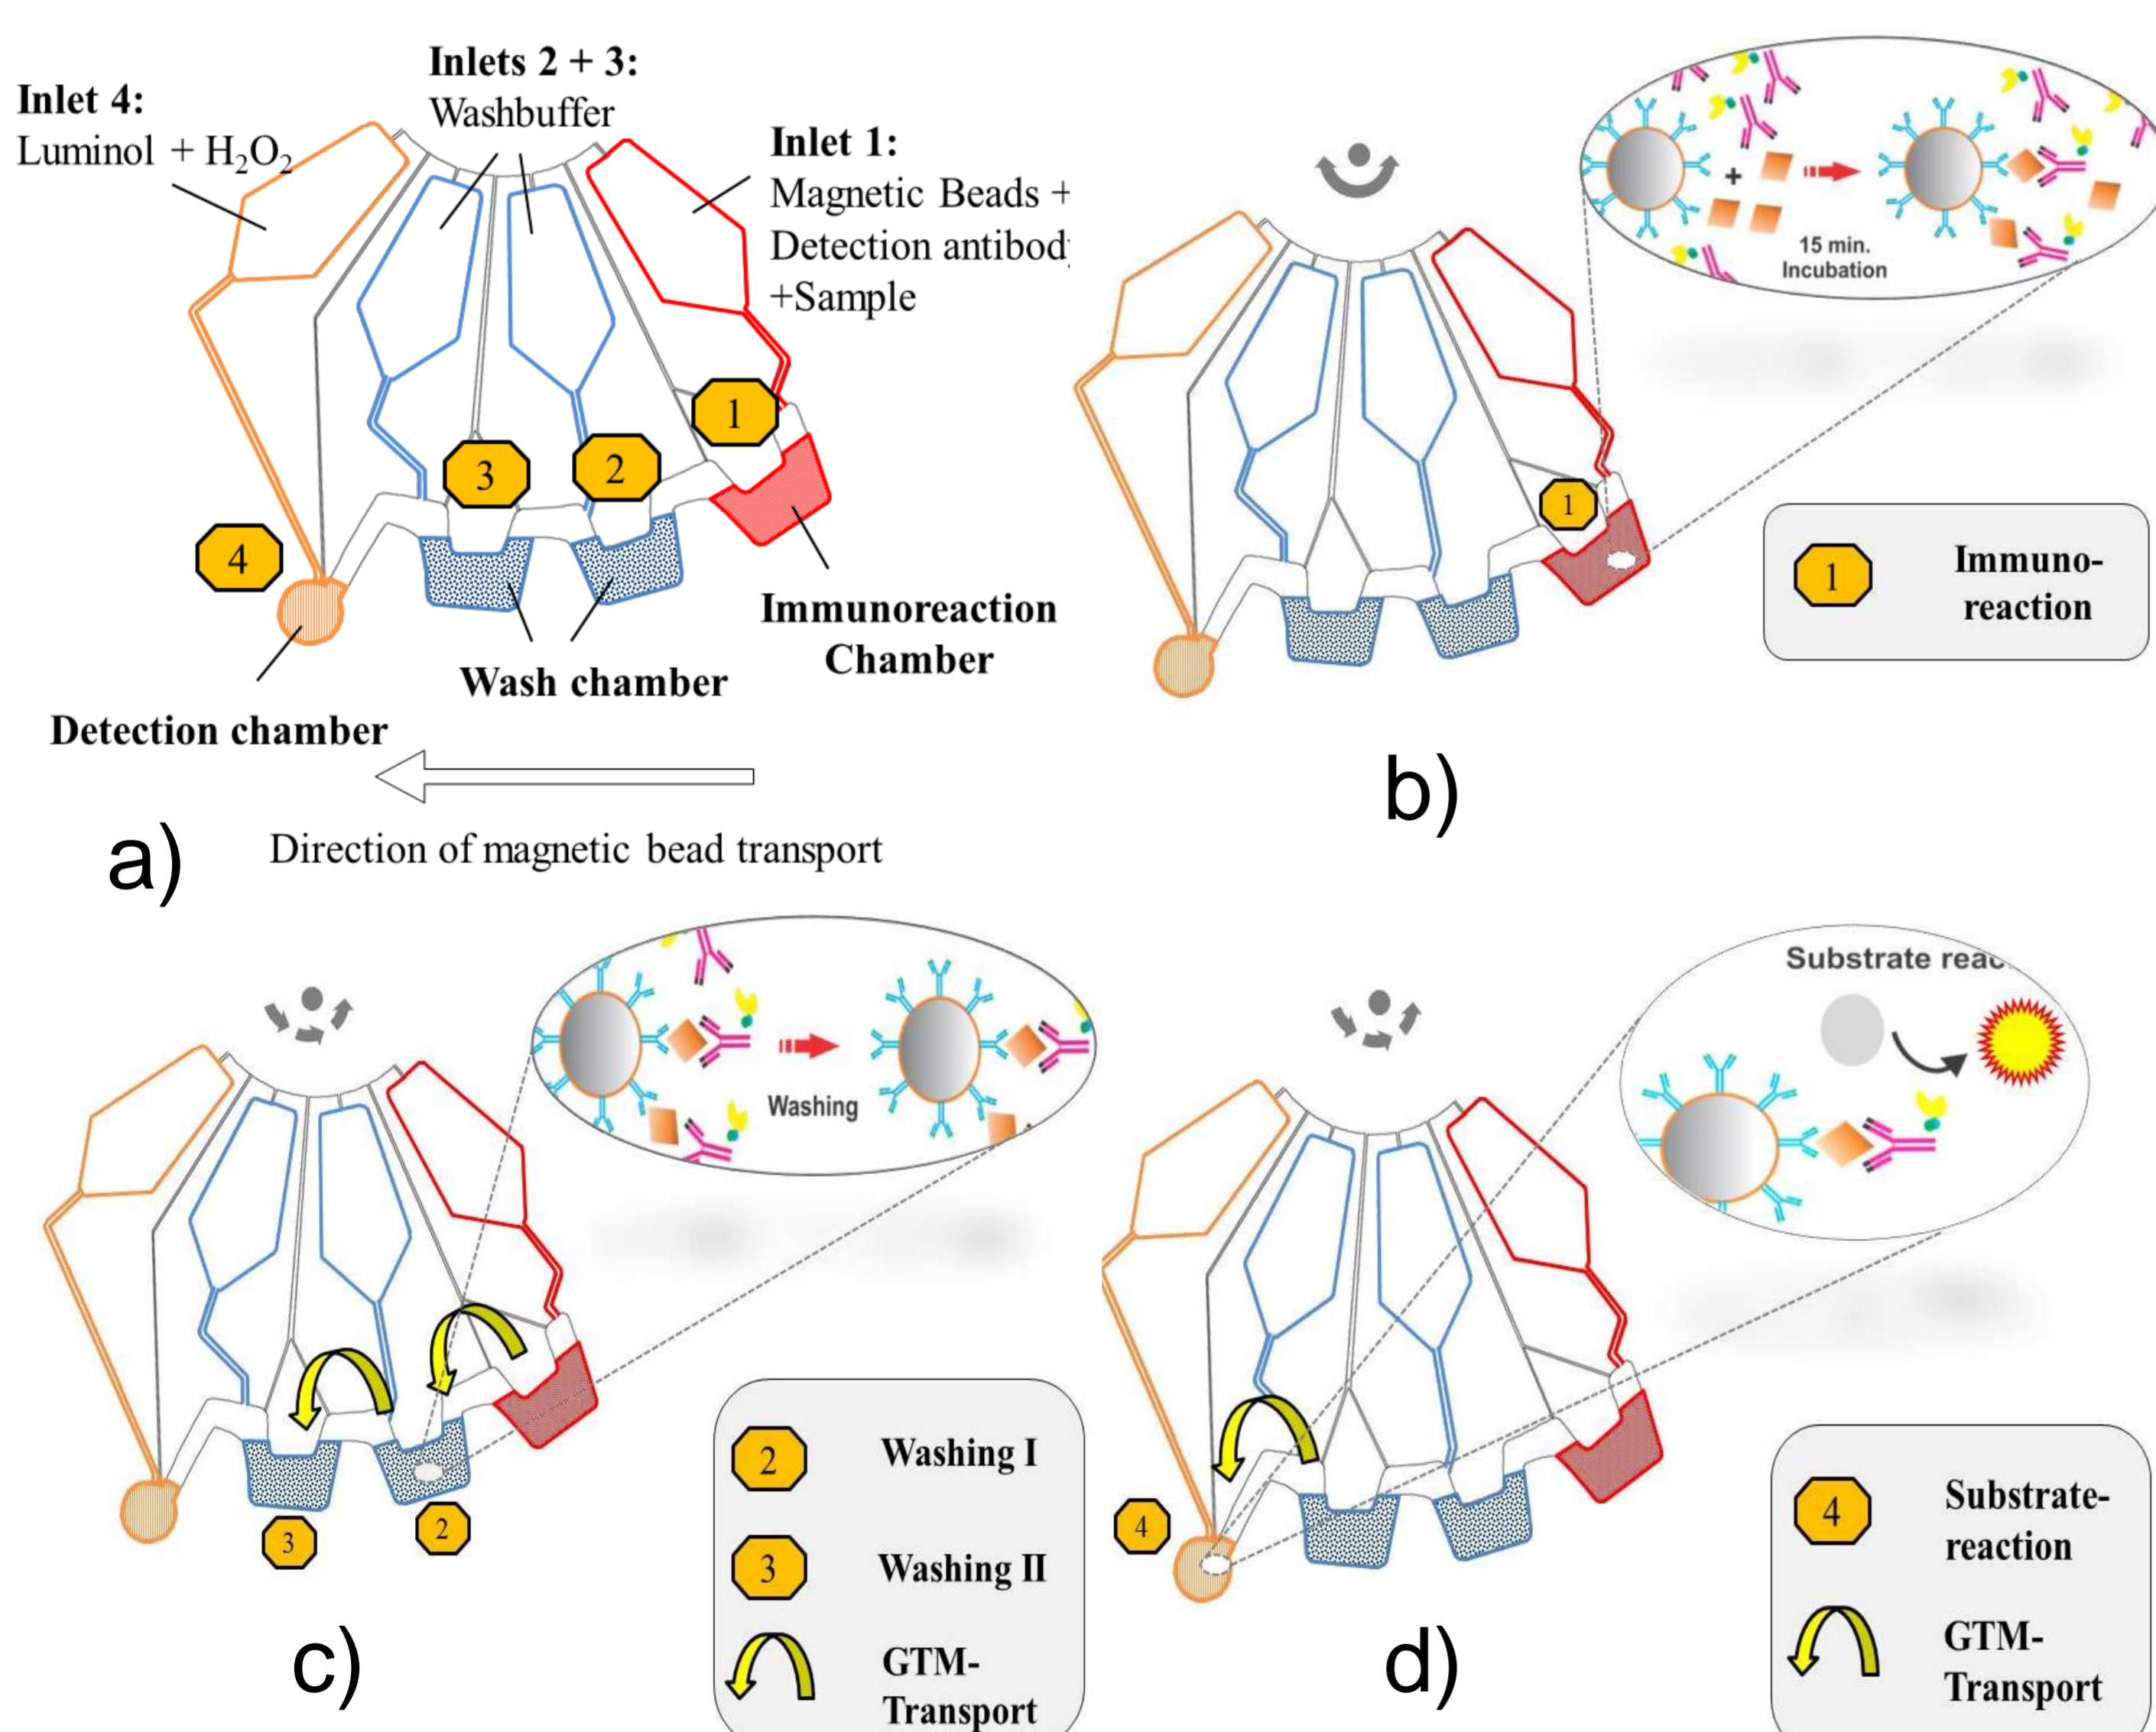 Inlet 4:
Luminol + H₂O₂
Inlets 2 + 3:
Washbuffer
Inlet 1:
Magnetic Beads +
Detection antibod
+Sample
1
2
3
4
Immunoreaction
Chamber
Wash chamber
Detection chamber
Direction of magnetic bead transport
a)
+
15 min.
Incubation
1
1
Immuno-
reaction
b)
Washing
3
2
2
Washing I
3
Washing II
GTM-
Transport
c)
Substrate reac
4
4
Substrate-
reaction
GTM-
Transport
d)